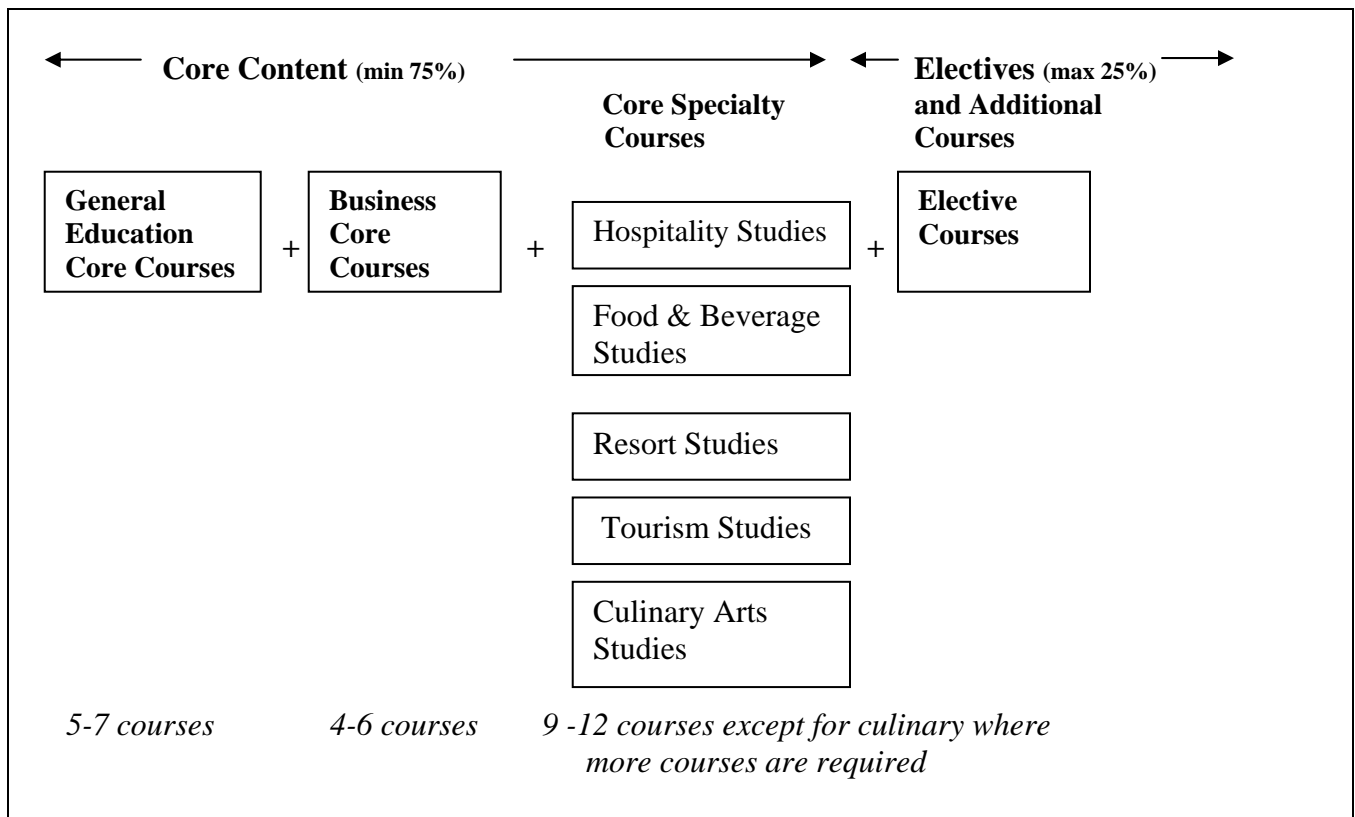 Core Content (min 75%)
Electives (max 25%)
and Additional
Courses
Core Specialty
Courses
General
Education
Core Courses
+
Business
Core
Courses
+
Hospitality Studies
+
Elective
Courses
Food & Beverage
Studies
Resort Studies
Tourism Studies
Culinary Arts
Studies
5-7 courses
4-6 courses
9 -12 courses except for culinary where
more courses are required